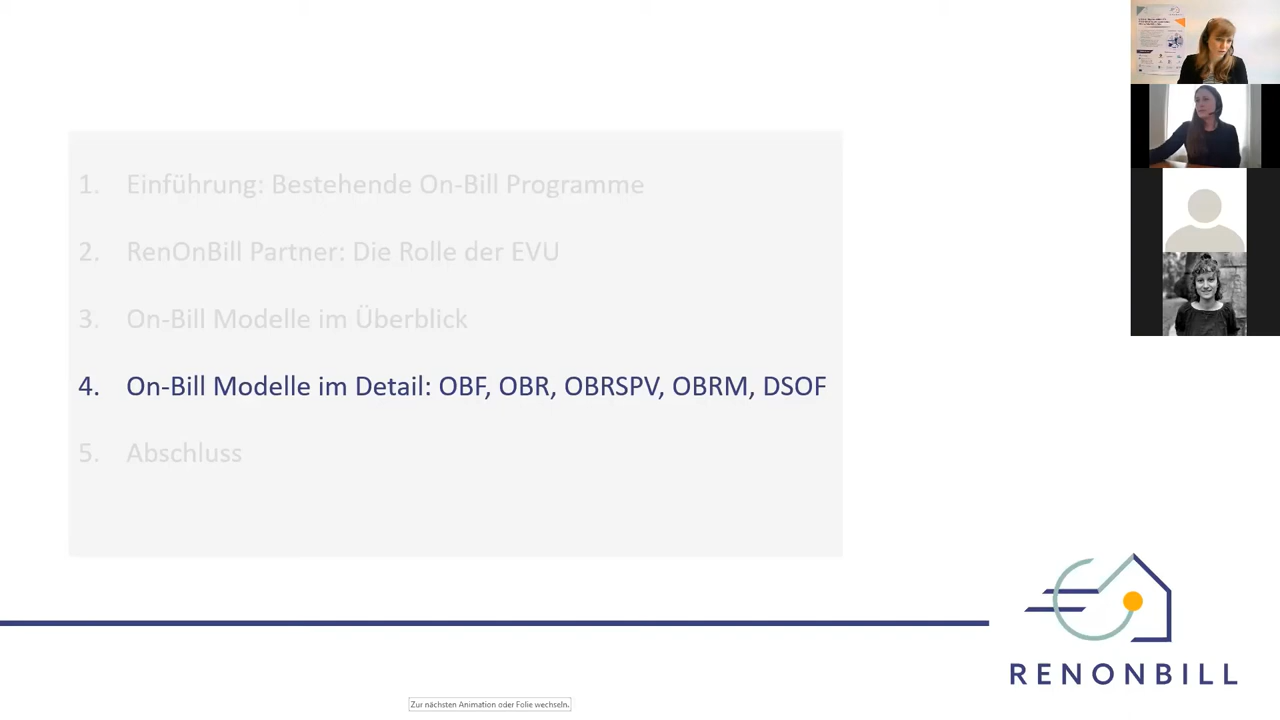 1. Einführung: Bestehende On-Bill Programme
2. RenOnBill Partner: Die Rolle der EVU
3. On-Bill Modelle im Überblick
4. On-Bill Modelle im Detail: OBF, OBR, OBRSPV, OBRM, DSOF
5. Abschluss
RENONBILL
Zur nächsten Animation oder Folie wechseln.